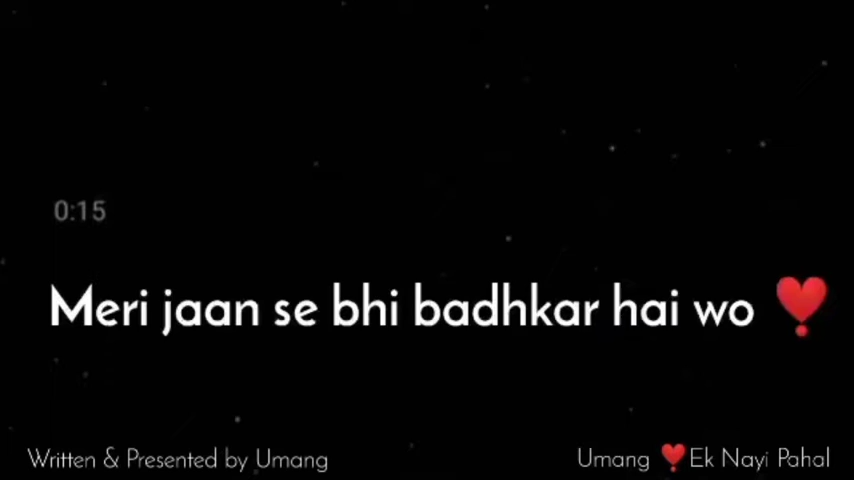 0:15
Meri jaan se bhi badhkar hai wo ❣️
Written & Presented by Umang
Umang ❣️Ek Nayi Pahal